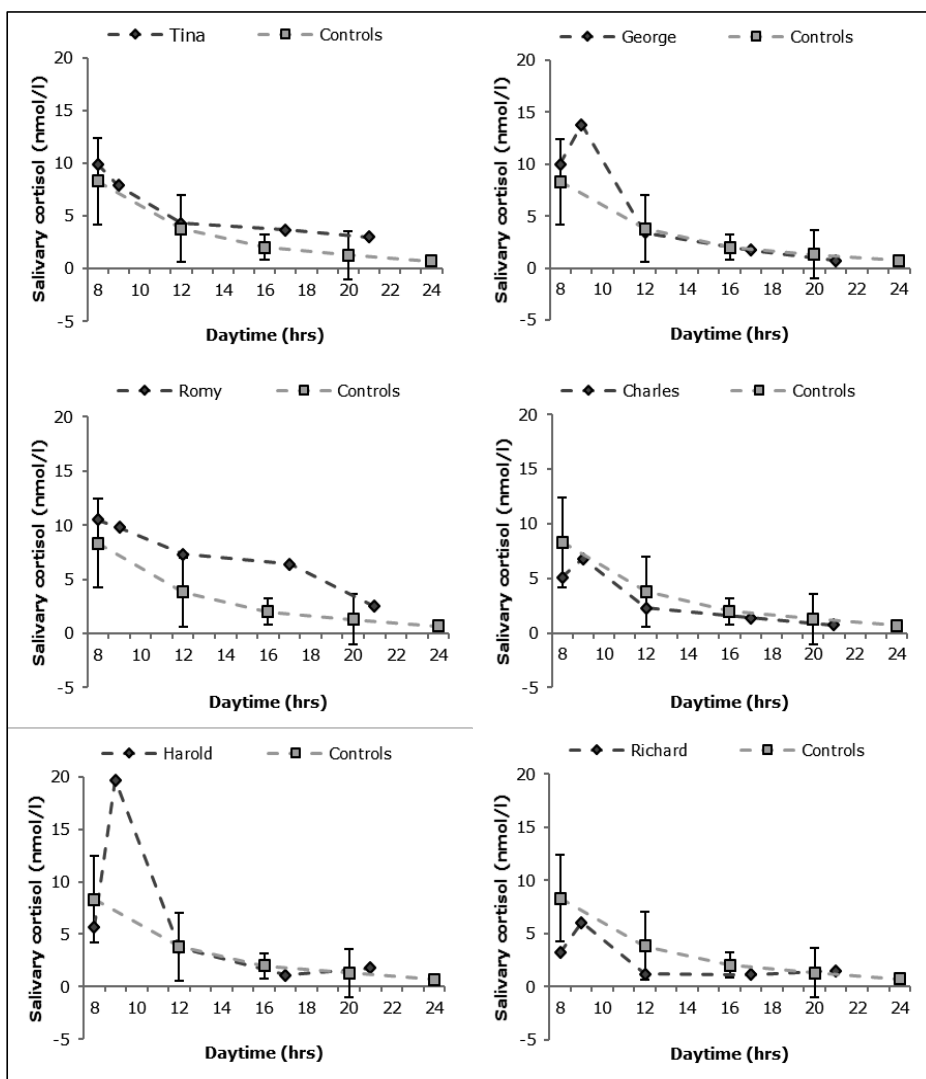 Tina Controls
Salivary cortisol (nmol/l)
20
15
10
5
0
-5
8 10 12 14 16 18 20 22 24
Daytime (hrs)
George Controls
Salivary cortisol (nmol/l)
20
15
10
5
0
-5
8 10 12 14 16 18 20 22 24
Daytime (hrs)
Romy Controls
Salivary cortisol (nmol/l)
20
15
10
5
0
-5
8 10 12 14 16 18 20 22 24
Daytime (hrs)
Charles Controls
Salivary cortisol (nmol/l)
20
15
10
5
0
-5
8 10 12 14 16 18 20 22 24
Daytime (hrs)
Harold Controls
Salivary cortisol (nmol/l)
20
15
10
5
0
-5
8 10 12 14 16 18 20 22 24
Daytime (hrs)
Richard Controls
Salivary cortisol (nmol/l)
20
15
10
5
0
-5
8 10 12 14 16 18 20 22 24
Daytime (hrs)